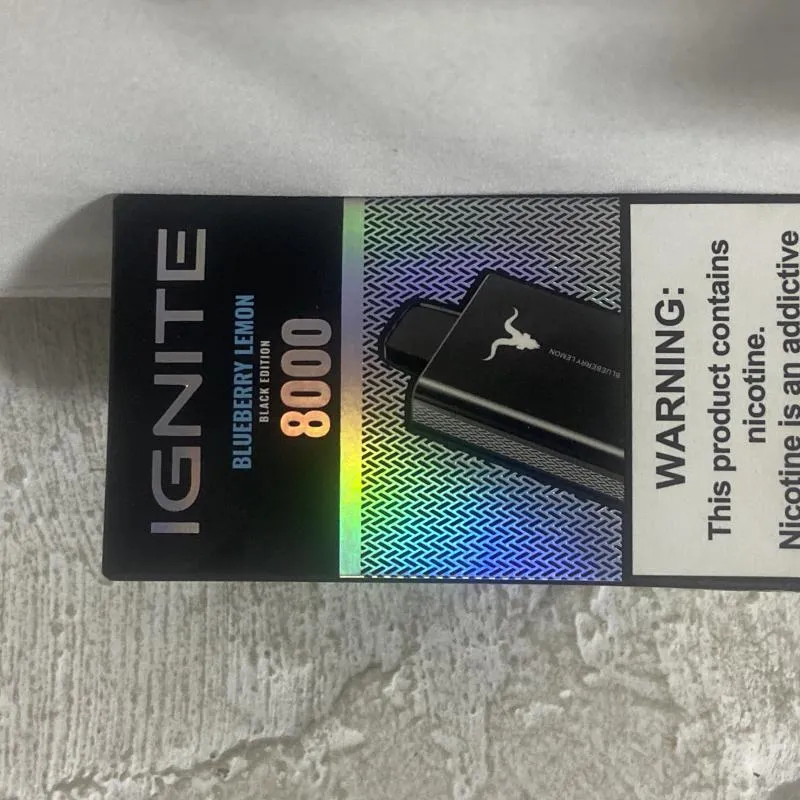 IGNITE
BLUEBERRY LEMON
BLACK EDITION
8000
BLUEBERRY LEMON
WARNING:
This product contains
nicotine.
Nicotine is an addictive